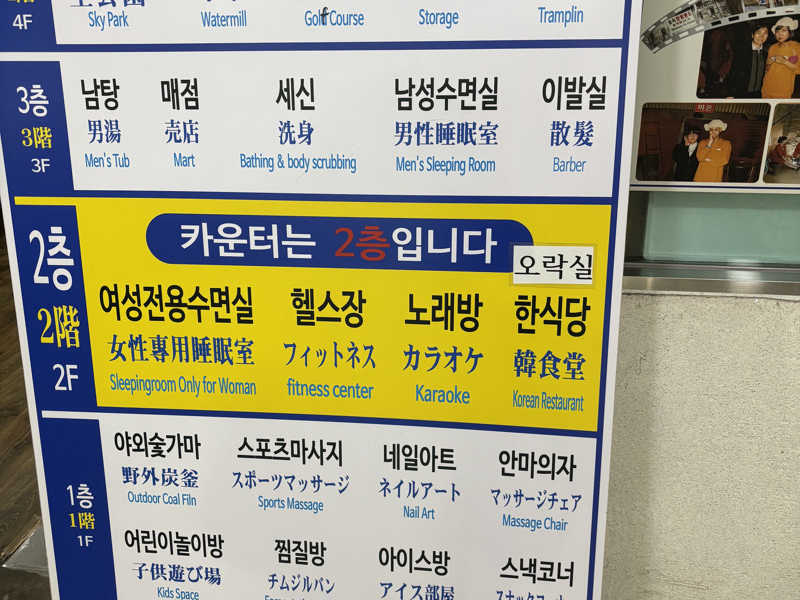 4F
Sky Park
Watermill
Golf Course
Storage
Tramplin
3층
3階
3F
남탕
매점
세신
남성수면실
이발실
男湯
売店
洗身
男性睡眠室
散髮
Men's Tub
Mart
Bathing & body scrubbing
Men's Sleeping Room
Barber
2층
2階
2F
카운터는 2층입니다
오락실
여성전용수면실
헬스장
노래방
한식당
女性專用睡眠室
フィットネス
カラオケ
韓食堂
Sleepingroom Only for Woman
fitness center
Karaoke
Korean Restaurant
1층
1階
1F
야외숯가마
스포츠마사지
네일아트
안마의자
野外炭釜
スポーツマッサージ
ネイルアート
マッサージチェア
Outdoor Coal Filn
Sports Massage
Nail Art
Massage Chair
어린이놀이방
찜질방
아이스방
스낵코너
子供遊び場
チムジルバン
アイス部屋
Kids Space